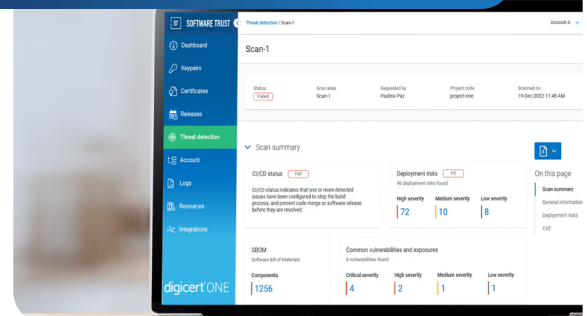 SOFTWARE TRUST
Threat detection / Scan-1
Account A
Dashboard
Scan-1
Keypairs
Certificates
Status
Scan alias
Requested by
Project code
Scanned on
Failed
Scan-1
Paulina Paz
project-one
19-Dec-2022 11:48 AM
Releases
Threat detection
Scan summary
Account
CI/CD status
Fail
Deployment risks
On this page
90 deployment risks found
Logs
CI/CD status indicates that one or more detected
issues have been configured to stop the build
process, and prevent code merge or software release
before they are resolved.
Scan summary
High severity
Medium severity
Low severity
General information
Resources
72
10
8
Deployment risks
CVE
Integrations
SBOM
Common vulnerabilities and exposures
Software Bill of Materials
8 vulnerabilities found
Components
Critical severity
High severity
Medium severity
Low severity
digicert ONE
1256
4
2
1
1